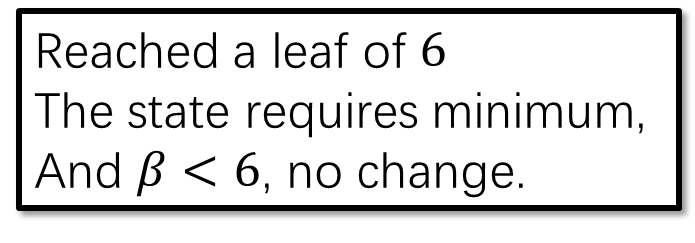 Reached a leaf of 6
The state requires minimum,
And β < 6, no change.